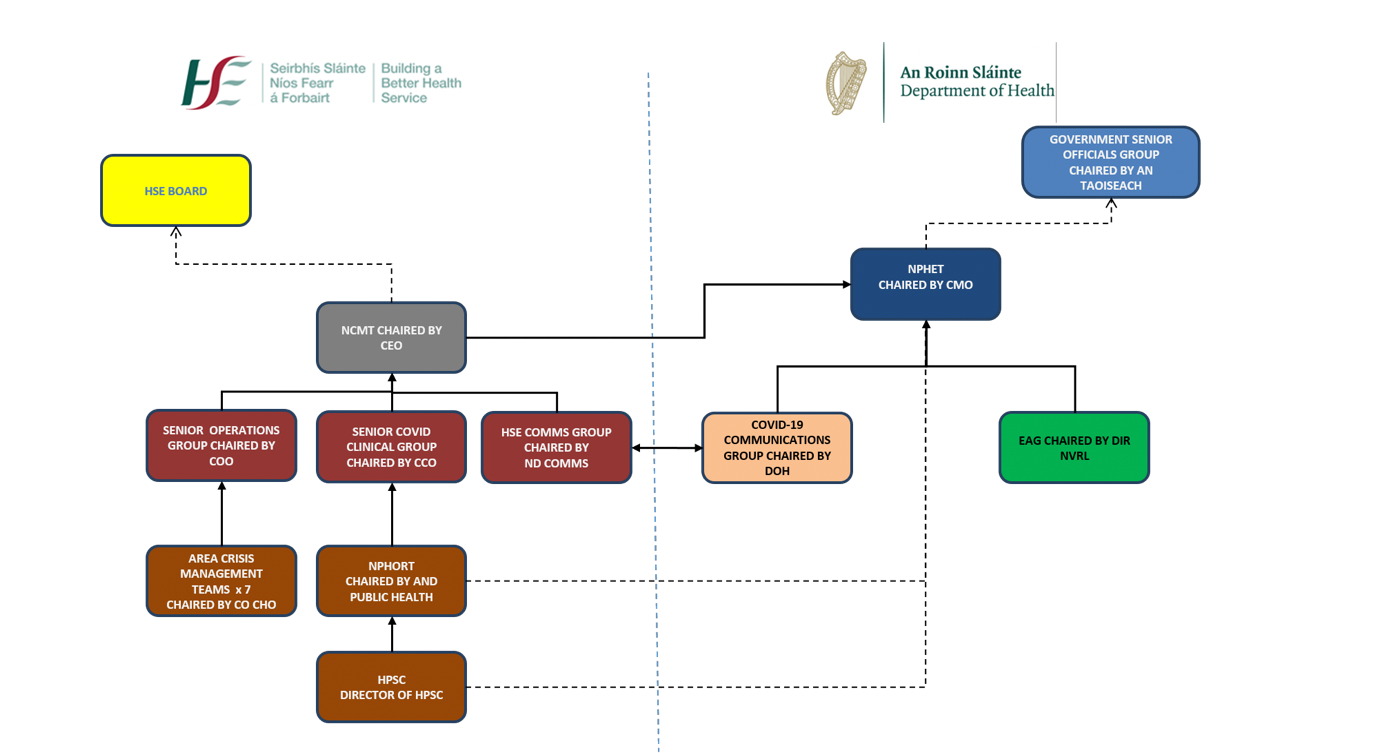 Seirbhís Sláinte
Níos Fearr
á Forbairt
Building a
Better Health
Service
An Roinn Sláinte
Department of Health
GOVERNMENT SENIOR
OFFICIALS GROUP
CHAIRED BY AN
TAOISEACH
HSE BOARD
NPHET
CHAIRED BY CMO
NCMT CHAIRED BY
CEO
SENIOR OPERATIONS
GROUP CHAIRED BY
COO
SENIOR COVID
CLINICAL GROUP
CHAIRED BY CCO
HSE COMMS GROUP
CHAIRED BY
ND COMMS
COVID-19
COMMUNICATIONS
GROUP CHAIRED BY
DOH
EAG CHAIRED BY DIR
NVRL
AREA CRISIS
MANAGEMENT
TEAMS x 7
CHAIRED BY CO CHO
NPHORT
CHAIRED BY AND
PUBLIC HEALTH
HPSC
DIRECTOR OF HPSC